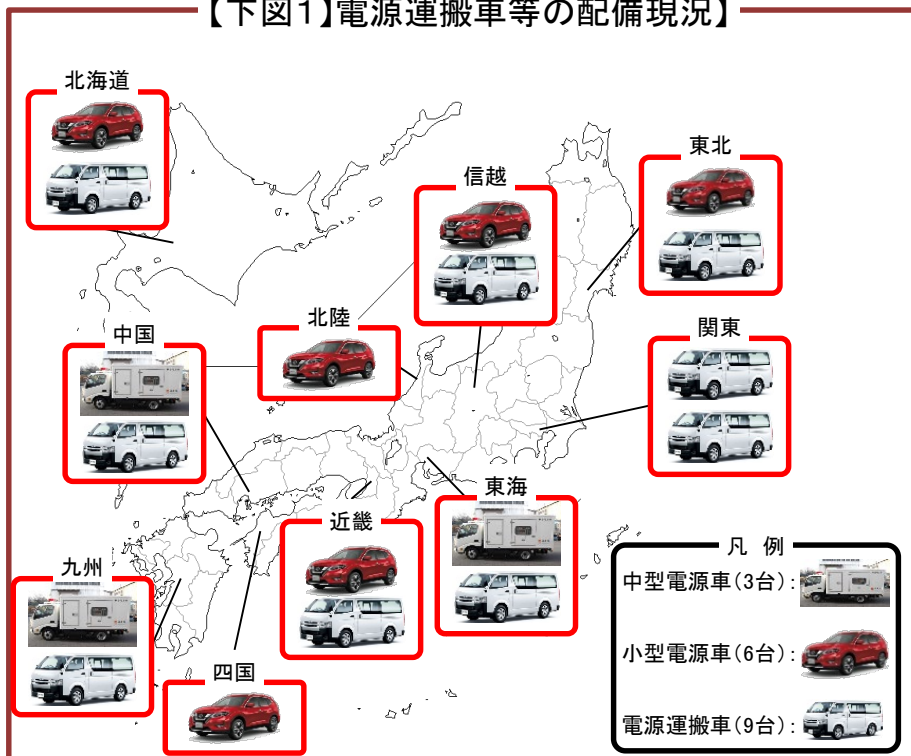 【下図1】電源運搬車等の配備現況】
北海道
東北
信越
北陸
中国
関東
東海
近畿
九州
四国
凡 例
中型電源車(3台):
小型電源車(6台):
電源運搬車(9台):